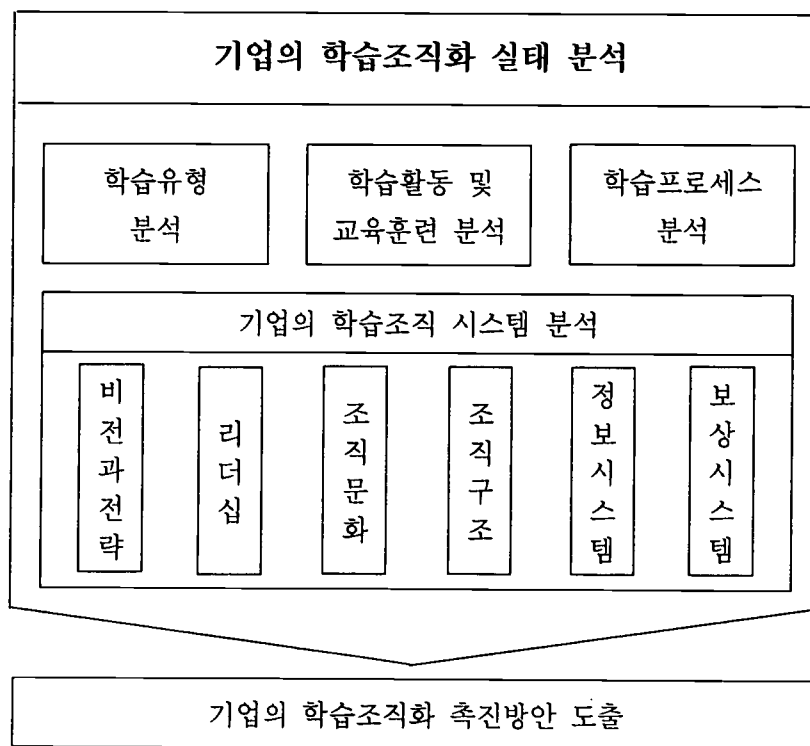 기업의 학습조직화 실태 분석
학습유형
분석
학습활동 및
교육훈련 분석
학습프로세스
분석
기업의 학습조직 시스템 분석
비전과전략
리더십
조직문화
조직구조
정보시스템
보상시스템
기업의 학습조직화 촉진방안 도출